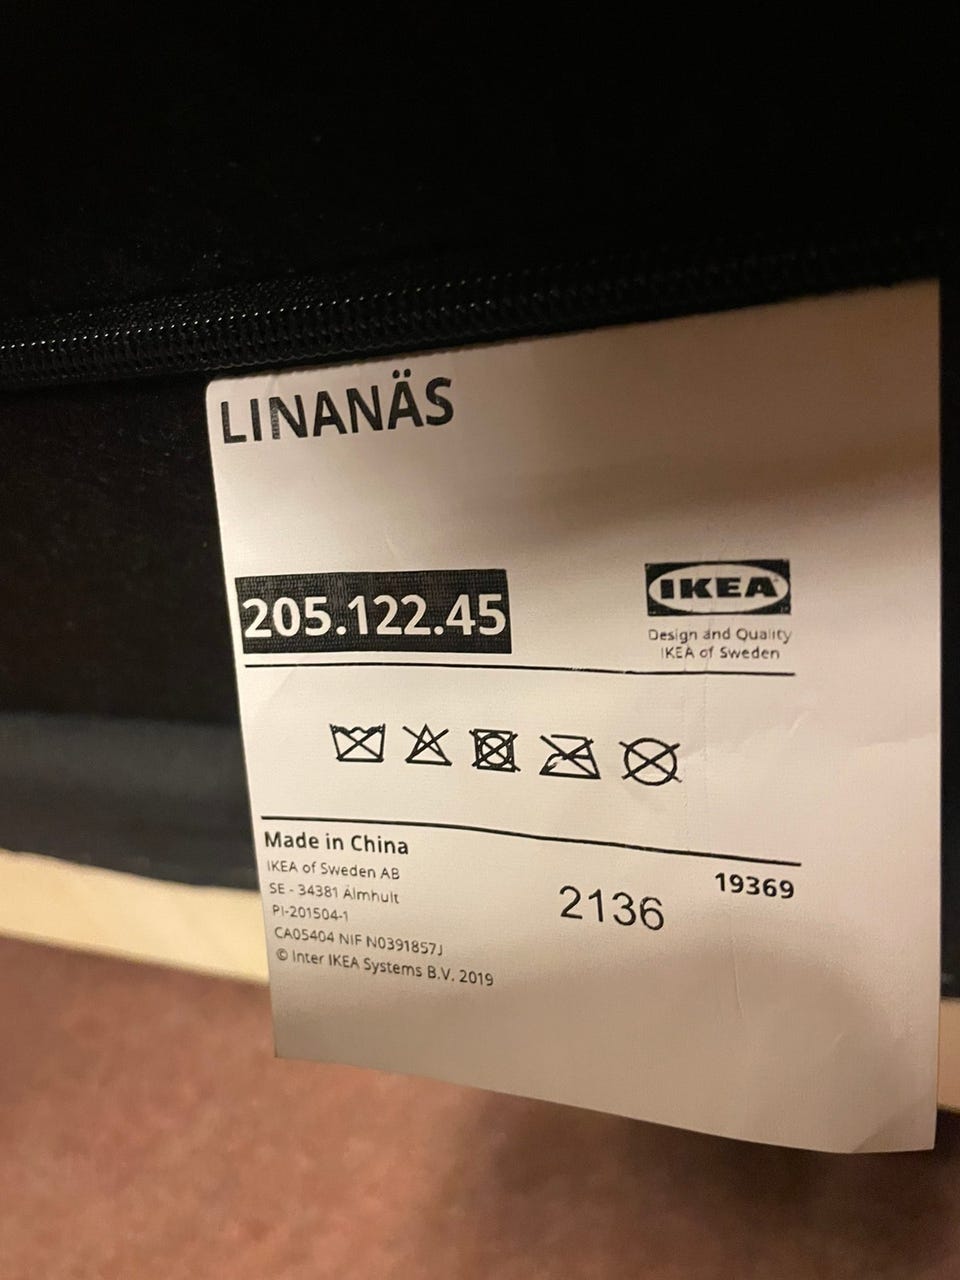 LINANÄS
205.122.45
IKEA
Design and Quality
IKEA of Sweden
Made in China
IKEA of Sweden AB
SE - 34381 Älmhult
PI-201504-1
CA05404 NIF N0391857J
© Inter IKEA Systems B.V. 2019
2136
19369